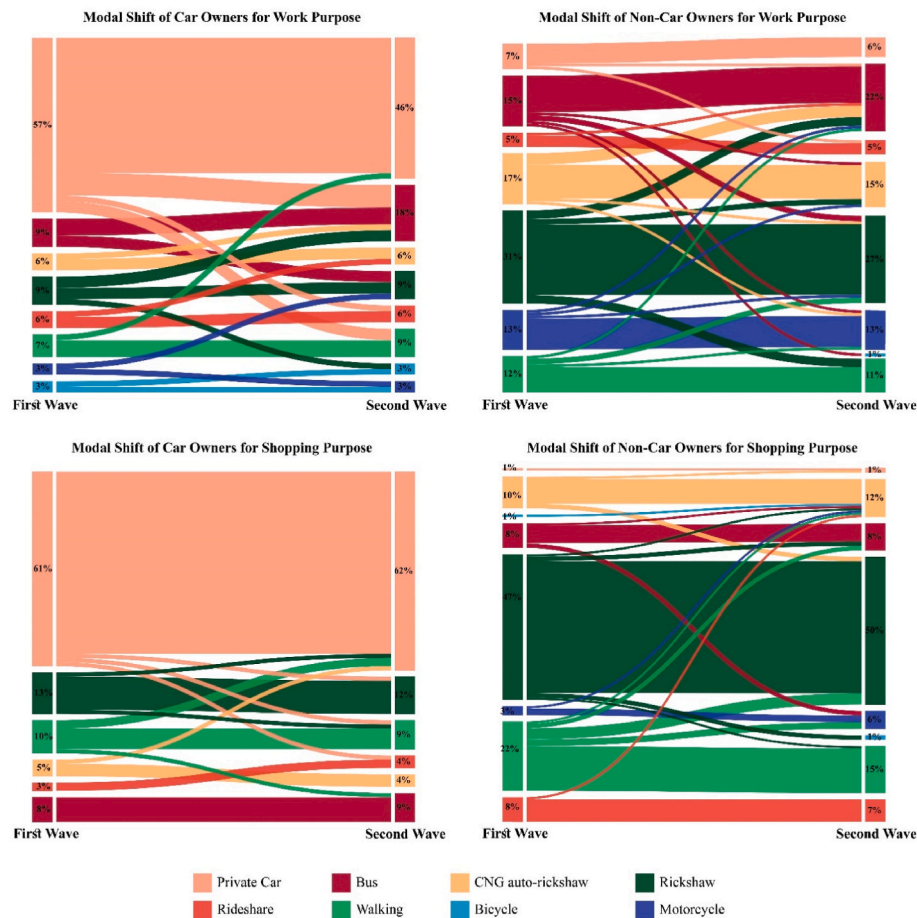 Modal Shift of Car Owners for Work Purpose
57%
9%
6%
9%
6%
7%
3%
3%
46%
18%
6%
9%
6%
9%
3%
3%
First Wave
Second Wave
Modal Shift of Non-Car Owners for Work Purpose
7%
15%
5%
17%
31%
13%
12%
6%
22%
5%
15%
27%
13%
1%
11%
First Wave
Second Wave
Modal Shift of Car Owners for Shopping Purpose
61%
13%
10%
5%
3%
8%
62%
12%
9%
4%
4%
9%
First Wave
Second Wave
Modal Shift of Non-Car Owners for Shopping Purpose
1%
10%
1%
8%
47%
3%
22%
8%
1%
12%
8%
50%
6%
1%
15%
7%
First Wave
Second Wave
Private Car
Bus
CNG auto-rickshaw
Rickshaw
Rideshare
Walking
Bicycle
Motorcycle